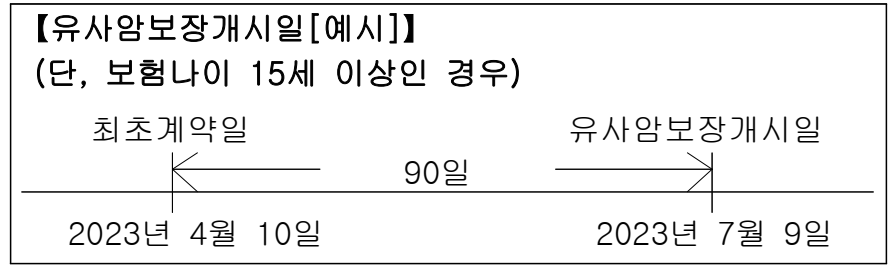 【유사암보장개시일[예시]】
(단, 보험나이 15세 이상인 경우)
최초계약일 유사암보장개시일
90일
2023년 4월 10일 2023년 7월 9일